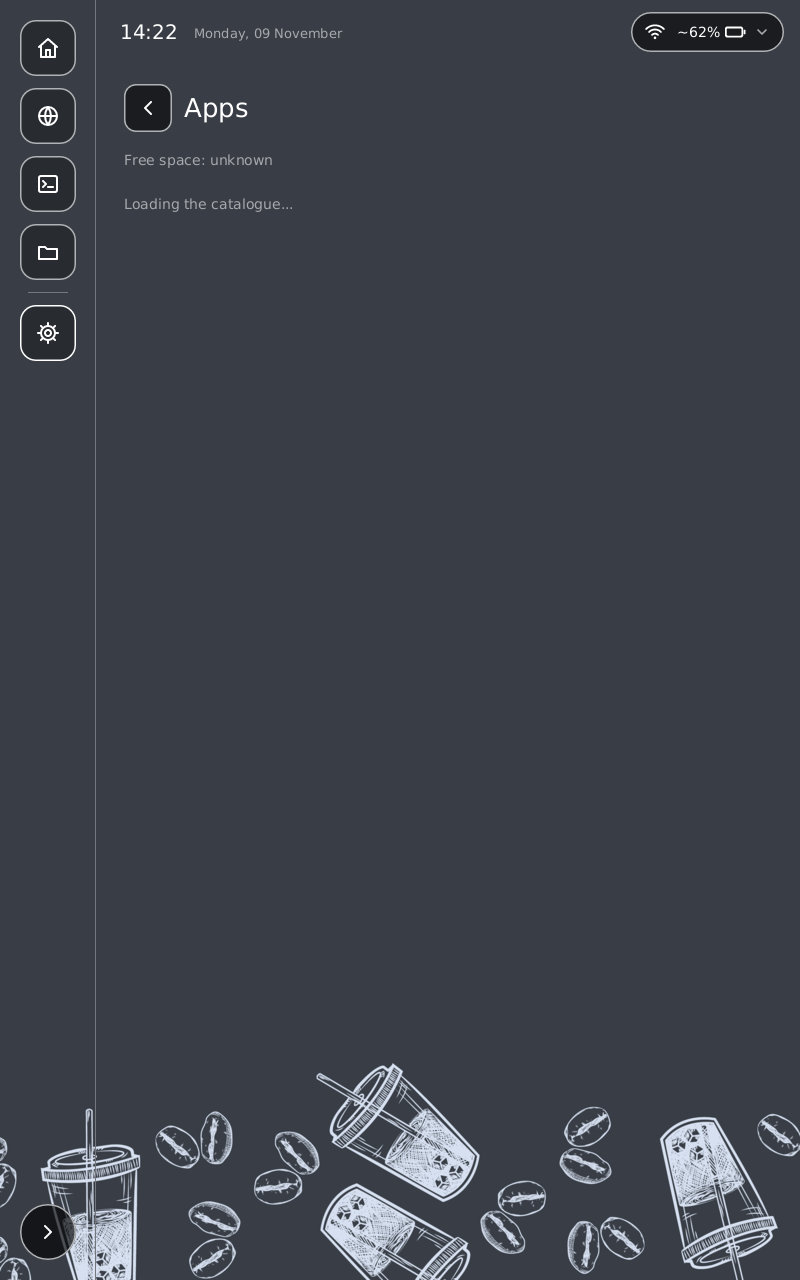 14:22 Monday, 09 November ~62%
Apps
Free space: unknown
Loading the catalogue...